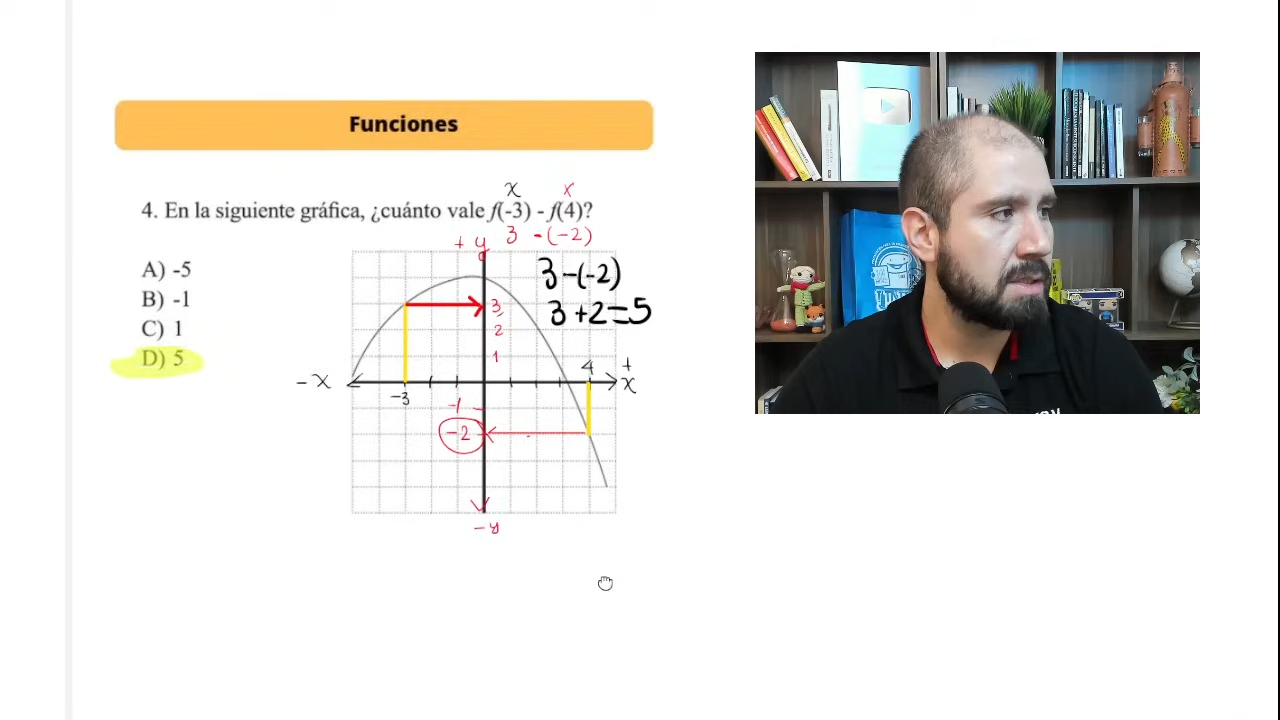 Funciones
x x
4. En la siguiente gráfica, ¿cuánto vale f(-3) - f(4)?
3 -(-2)
+ y
A) -5
B) -1
C) 1
D) 5
3-(-2)
3+2=5
3
2
1
4 +
-x x
-3
-1
-2
-y